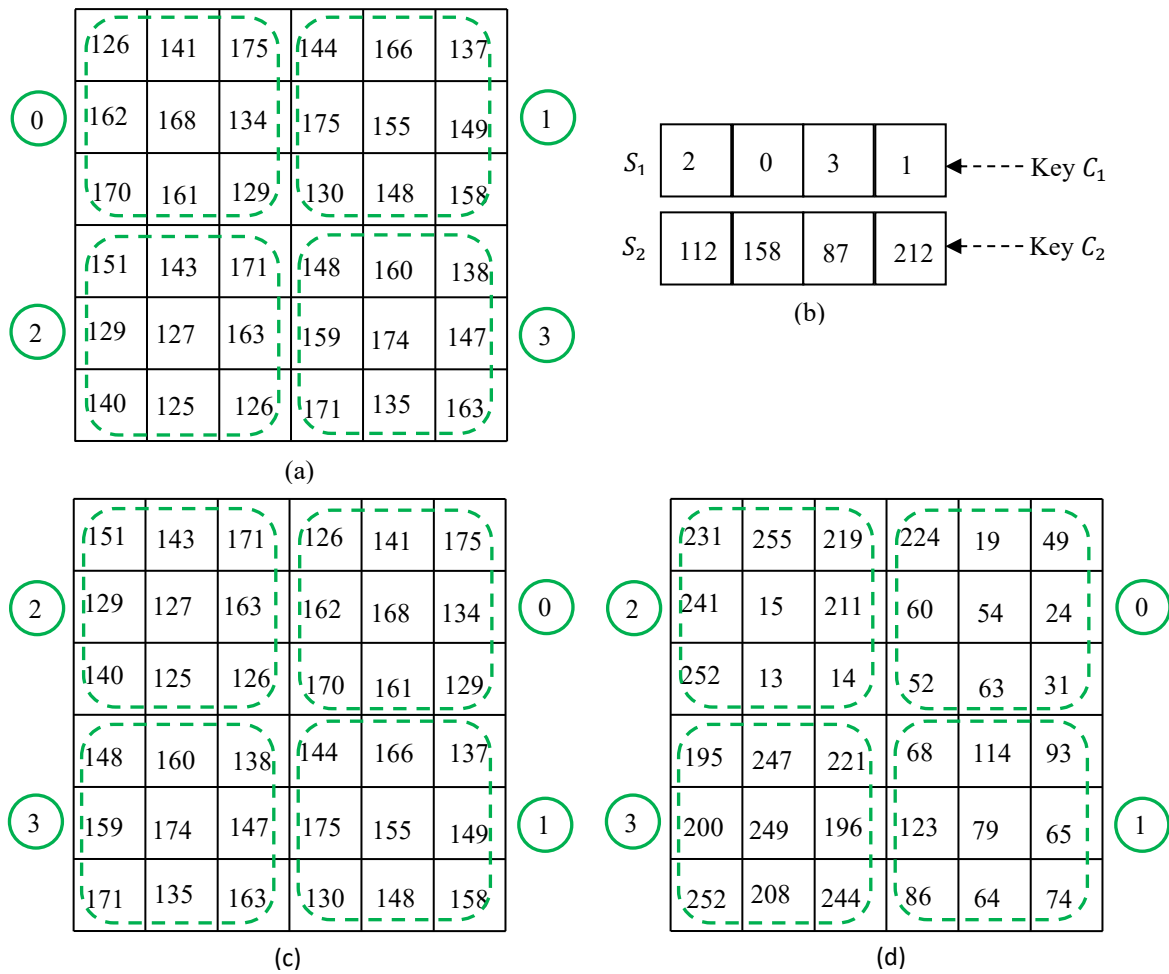 126 141 175 144 166 137
0 162 168 134 175 155 149 1
170 161 129 130 148 158
151 143 171 148 160 138
2 129 127 163 159 174 147 3
140 125 126 171 135 163
(a)
S₁ 2 0 3 1 Key C₁
S₂ 112 158 87 212 Key C₂
(b)
151 143 171 126 141 175
2 129 127 163 162 168 134 0
140 125 126 170 161 129
148 160 138 144 166 137
3 159 174 147 175 155 149 1
171 135 163 130 148 158
(c)
231 255 219 224 19 49
2 241 15 211 60 54 24 0
252 13 14 52 63 31
195 247 221 68 114 93
3 200 249 196 123 79 65 1
252 208 244 86 64 74
(d)